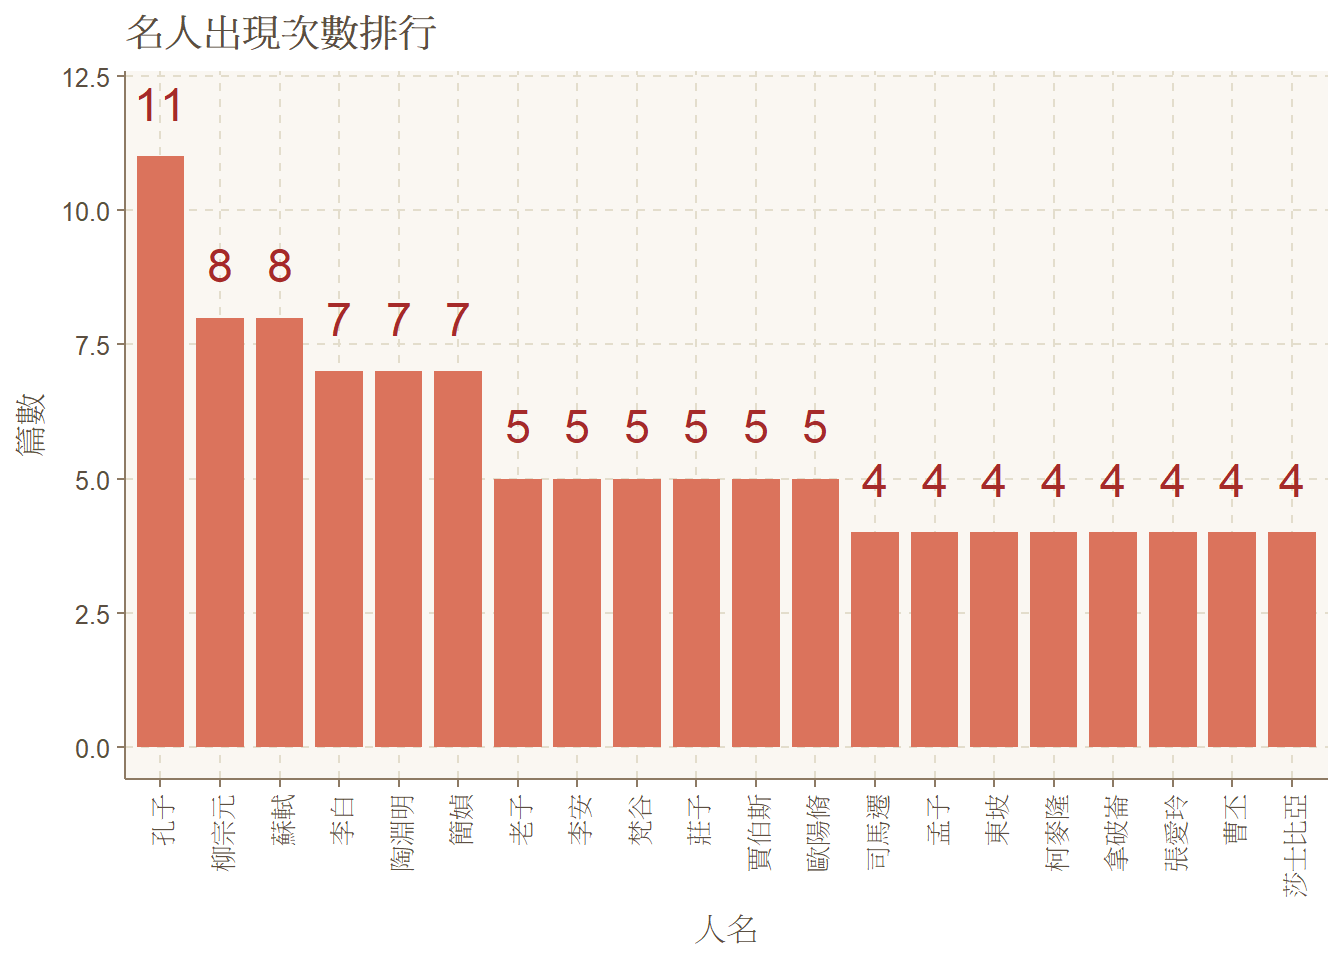 名人出現次數排行
12.5
10.0
7.5
5.0
2.5
0.0
篇數
11
8
8
7
7
7
5
5
5
5
5
5
4
4
4
4
4
4
4
4
孔子
柳宗元
蘇軾
李白
陶淵明
簡媜
老子
李安
梵谷
莊子
賈伯斯
歐陽脩
司馬遷
孟子
東坡
柯麥隆
拿破崙
張愛玲
曹丕
莎士比亞
人名